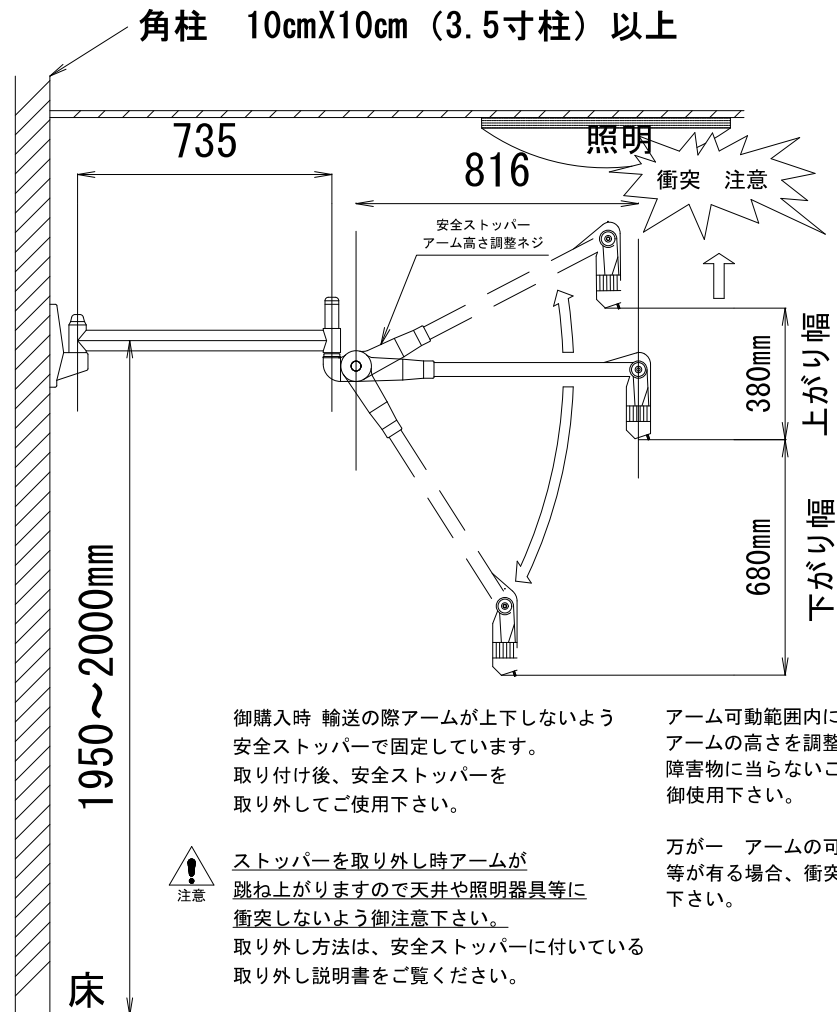 角柱　10cmX10cm（3.5寸柱）以上
735
照明
816
衝突　注意
安全ストッパー
アーム高さ調整ネジ
380mm
上がり幅
680mm
下がり幅
1950～2000mm
御購入時 輸送の際アームが上下しないよう
安全ストッパーで固定しています。
取り付け後、安全ストッパーを
取り外してご使用下さい。
アーム可動範囲内に
アームの高さを調整
障害物に当らないこ
御使用下さい。
注意
ストッパーを取り外し時アームが
跳ね上がりますので天井や照明器具等に
衝突しないよう御注意下さい。
取り外し方法は、安全ストッパーに付いている
取り外し説明書をご覧ください。
万が一　アームの可
等が有る場合、衝突
下さい。
床